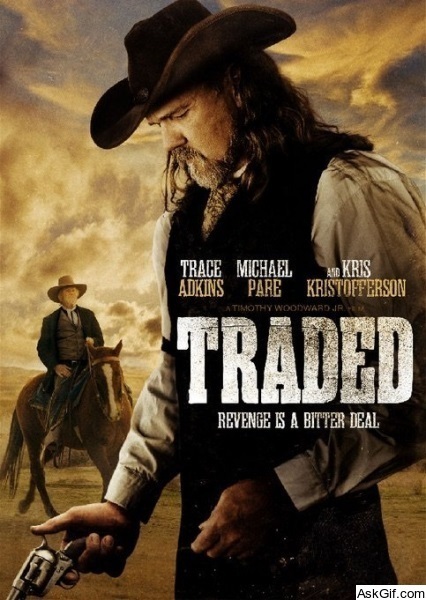 TRACE MICHAEL AND KRIS
ADKINS PARE KRISTOFFERSON
A TIMOTHY WOODWARD JR. FILM
TRADED
REVENGE IS A BITTER DEAL
AskGif.com